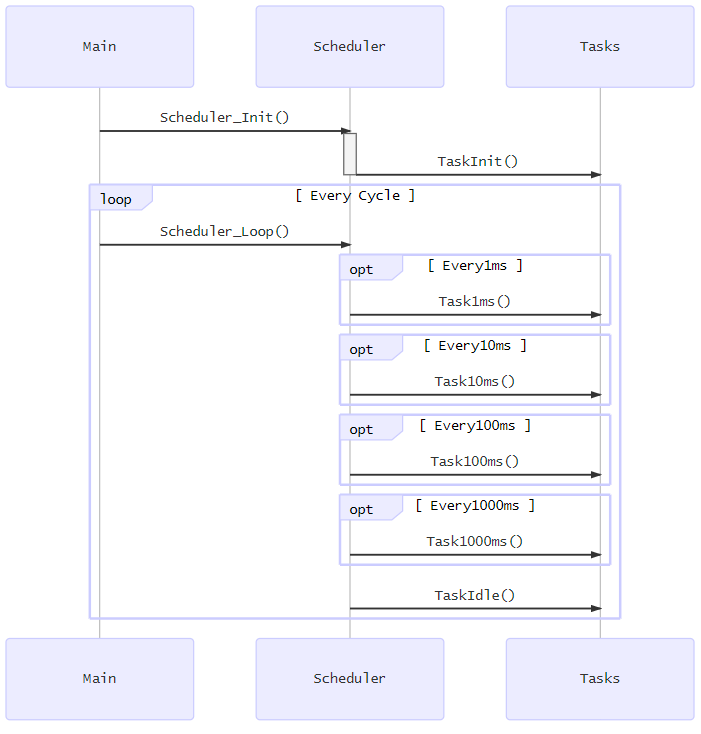 Main
Scheduler
Tasks
Scheduler_Init()
TaskInit()
loop
[ Every Cycle ]
Scheduler_Loop()
opt
[ Every1ms ]
Task1ms()
opt
[ Every10ms ]
Task10ms()
opt
[ Every100ms ]
Task100ms()
opt
[ Every1000ms ]
Task1000ms()
TaskIdle()
Main
Scheduler
Tasks